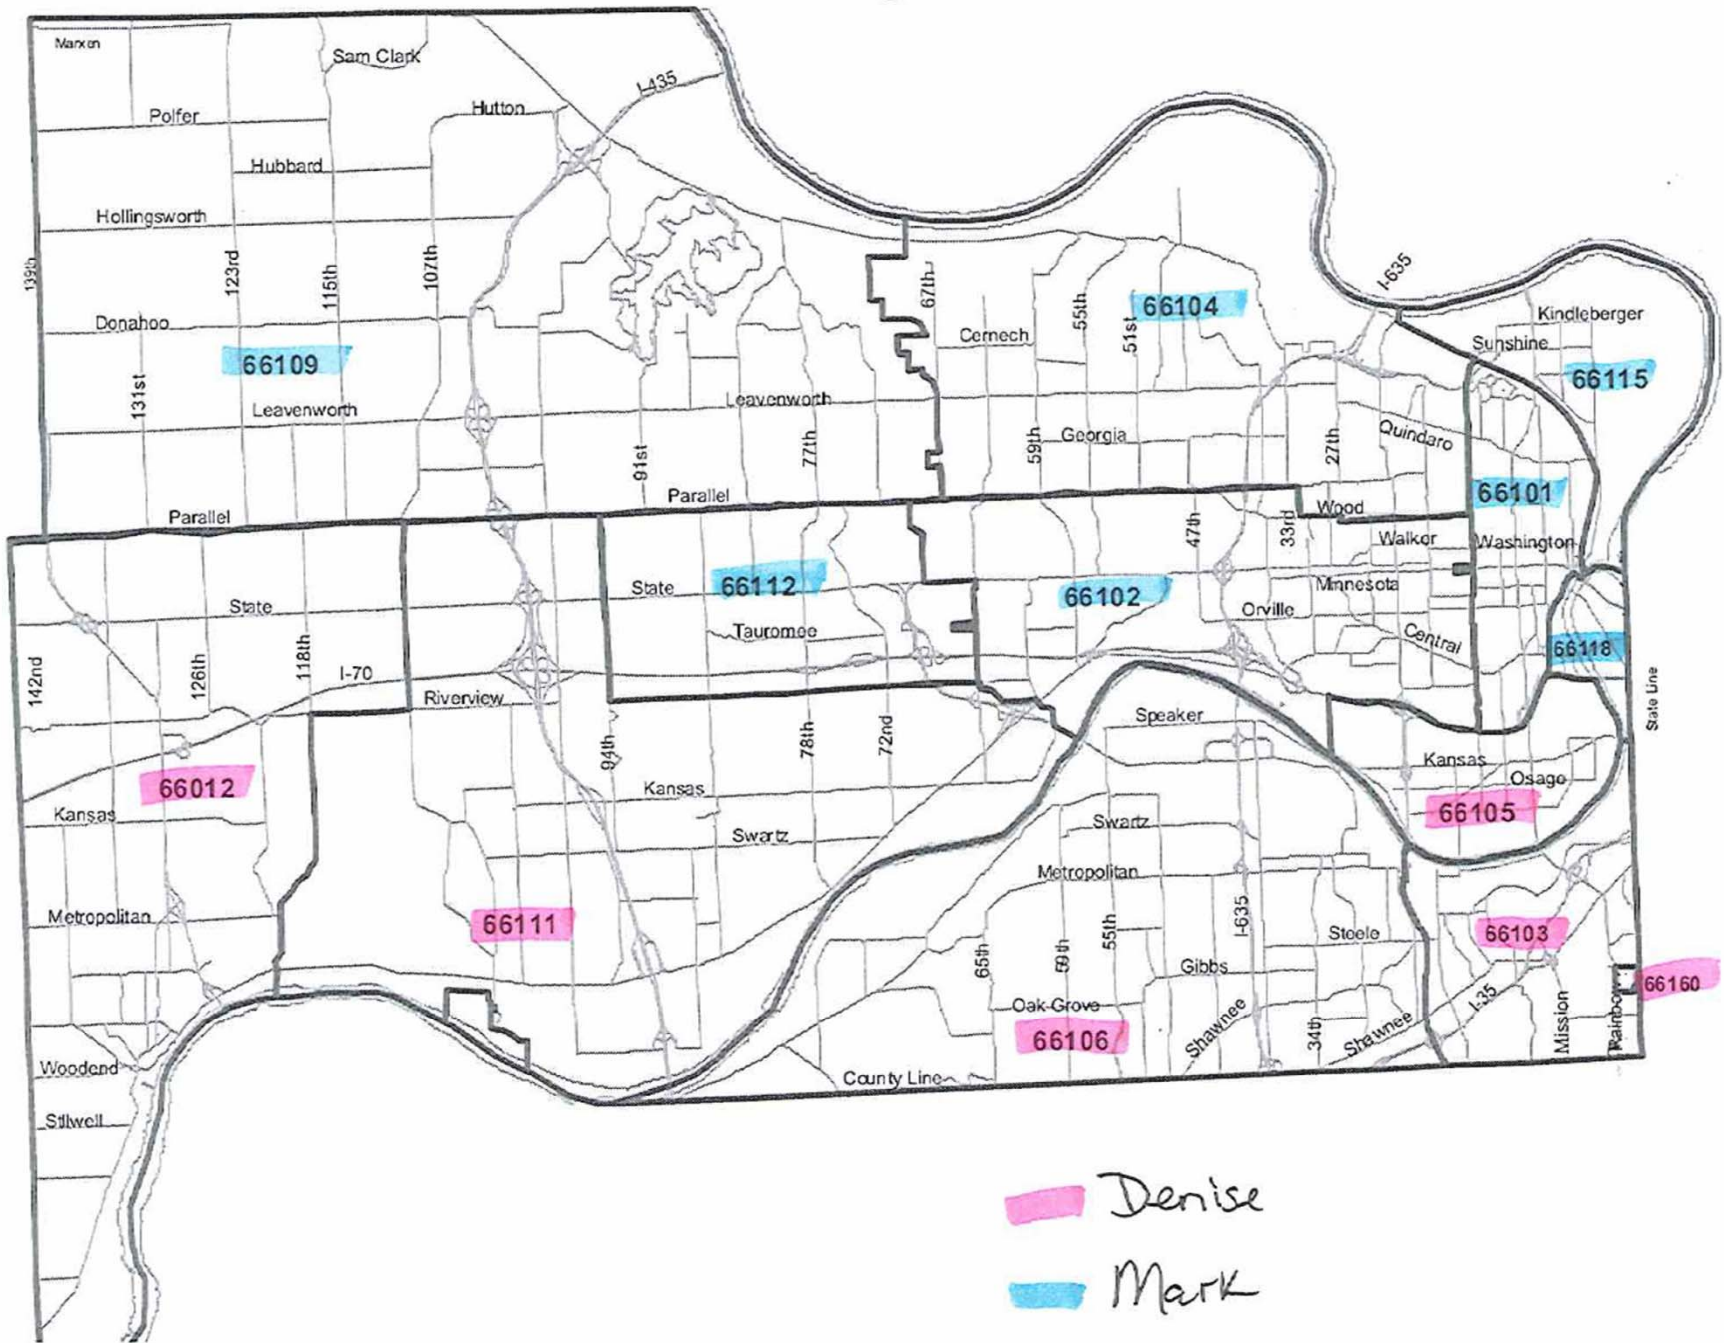 Marxen
Sam Clark
I-435
Polfer
Hutton
Hubbard
Hollingsworth
139th
123rd
115th
107th
67th
55th
51st
66104
I-635
Kindleberger
Donahoo
Cernech
Sunshine
66109
66115
131st
Leavenworth
Leavenworth
91st
77th
59th
Georgia
27th
Quindaro
Parallel
Parallel
66101
Wood
47th
33rd
Walker
Washington
State
State
66112
66102
Minnesota
Orville
Tauromee
Central
66118
142nd
126th
118th
I-70
Riverview
State Line
94th
78th
72nd
Speaker
66012
Kansas
Kansas
Kansas
Osage
66105
Swartz
Swartz
Metropolitan
Metropolitan
66111
65th
59th
55th
I-635
Steele
66103
Gibbs
66160
Oak Grove
66106
Shawnee
34th
Shawnee
I-35
Mission
Rainbow
Woodend
County Line
Stilwell
Denise
Mark